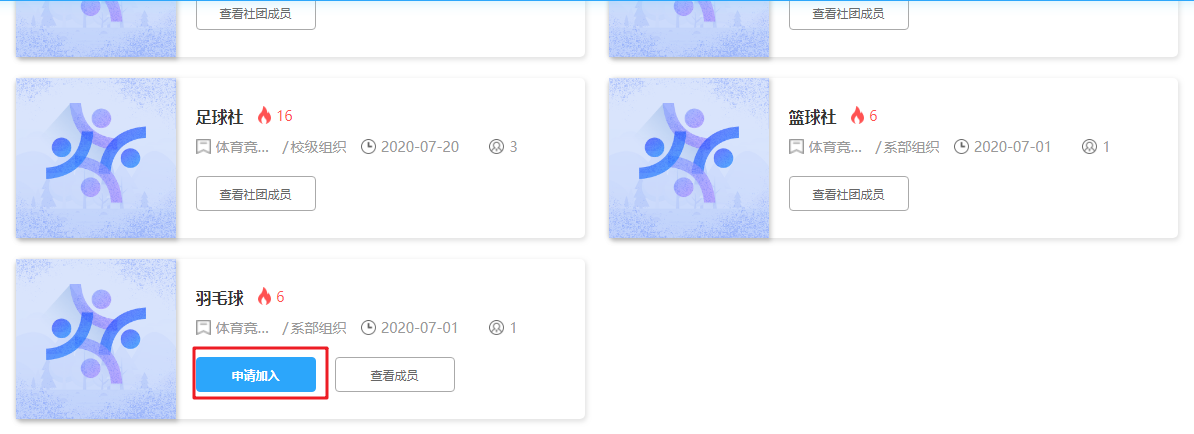 查看社团成员
查看社团成员
足球社 16
体育竞... /校级组织 2020-07-20 3
查看社团成员
篮球社 6
体育竞... /系部组织 2020-07-01 1
查看社团成员
羽毛球 6
体育竞... /系部组织 2020-07-01 1
申请加入 查看成员